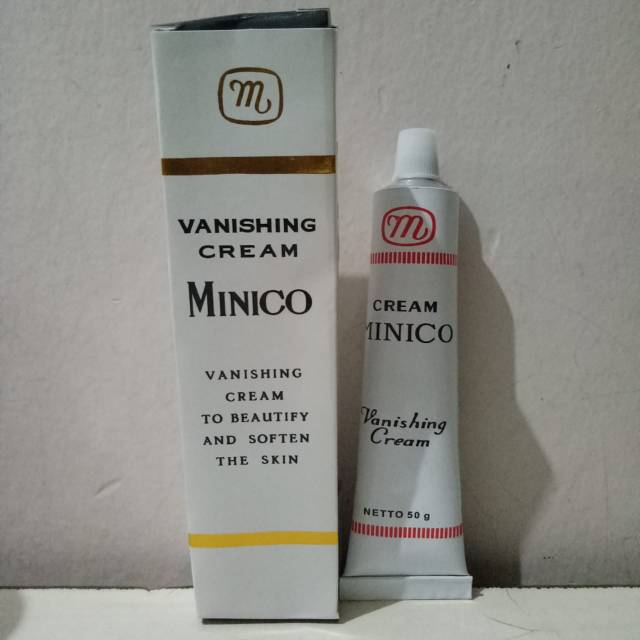 m
VANISHING
CREAM
MINICO
VANISHING
CREAM
TO BEAUTIFY
AND SOFTEN
THE SKIN
m
CREAM
MINICO
Vanishing
Cream
NETTO 50 g